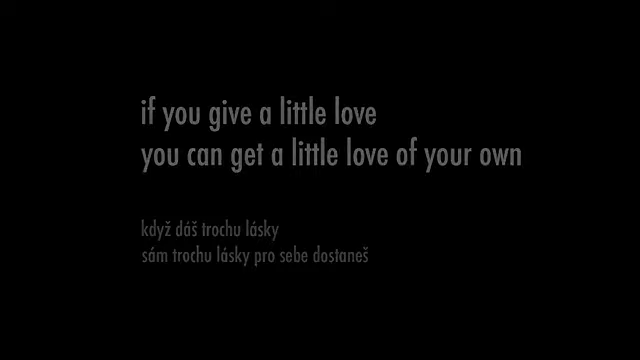 if you give a little love
you can get a little love of your own
když dáš trochu lásky
sám trochu lásky pro sebe dostaneš